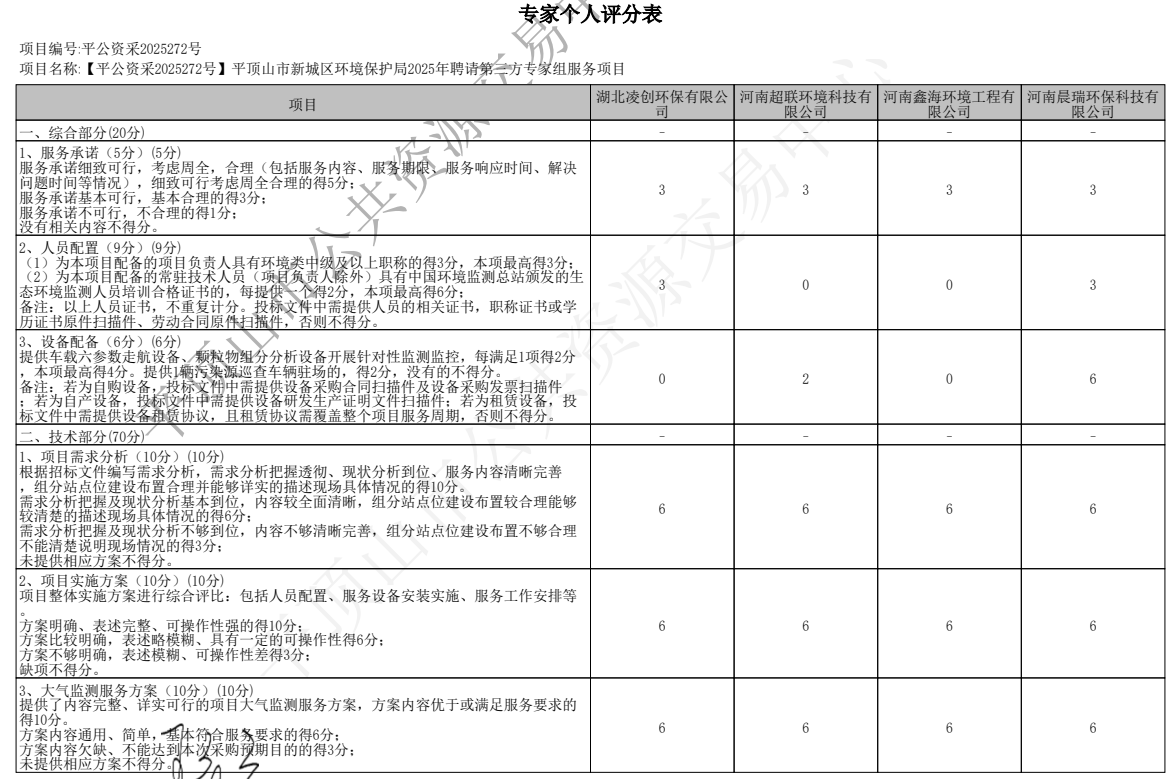 专家个人评分表
项目编号:平公资采2025272号
项目名称:【平公资采2025272号】平顶山市新城区环境保护局2025年聘请第三方专家组服务项目
项目 湖北凌创环保有限公司 河南超联环境科技有限公司 河南鑫海环境工程有限公司 河南晨瑞环保科技有限公司
一、综合部分(20分) - - - -
1、服务承诺（5分）(5分)
服务承诺细致可行，考虑周全，合理（包括服务内容、服务期限、服务响应时间、解决
问题时间等情况），细致可行考虑周全合理的得5分；
服务承诺基本可行，基本合理的得3分；
服务承诺不可行，不合理的得1分；
没有相关内容不得分。
3 3 3 3
2、人员配置（9分）(9分)
（1）为本项目配备的项目负责人具有环境类中级及以上职称的得3分，本项最高得3分；
（2）为本项目配备的常驻技术人员（项目负责人除外）具有中国环境监测总站颁发的生
态环境监测人员培训合格证书的，每提供一个得2分，本项最高得6分；
备注：以上人员证书，不重复计分。投标文件中需提供人员的相关证书，职称证书或学
历证书原件扫描件、劳动合同原件扫描件，否则不得分。
3 0 0 3
3、设备配备（6分）(6分)
提供车载六参数走航设备、颗粒物组分分析设备开展针对性监测监控，每满足1项得2分
，本项最高得4分。提供1辆污染源巡查车辆驻场的，得2分，没有的不得分。
备注：若为自购设备，投标文件中需提供设备采购合同扫描件及设备采购发票扫描件
；若为自产设备，投标文件中需提供设备研发生产证明文件扫描件；若为租赁设备，投
标文件中需提供设备租赁协议，且租赁协议需覆盖整个项目服务周期，否则不得分。
0 2 0 6
二、技术部分(70分) - - - -
1、项目需求分析（10分）(10分)
根据招标文件编写需求分析，需求分析把握透彻、现状分析到位、服务内容清晰完善
，组分站点位建设布置合理并能够详实的描述现场具体情况的得10分。
需求分析把握及现状分析基本到位，内容较全面清晰，组分站点位建设布置较合理能够
较清楚的描述现场具体情况的得6分；
需求分析把握及现状分析不够到位，内容不够清晰完善，组分站点位建设布置不够合理
不能清楚说明现场情况的得3分；
未提供相应方案不得分。
6 6 6 6
2、项目实施方案（10分）(10分)
项目整体实施方案进行综合评比：包括人员配置、服务设备安装实施、服务工作安排等
。
方案明确、表述完整、可操作性强的得10分；
方案比较明确，表述略模糊、具有一定的可操作性得6分；
方案不够明确，表述模糊、可操作性差得3分；
缺项不得分。
6 6 6 6
3、大气监测服务方案（10分）(10分)
提供了内容完整、详实可行的项目大气监测服务方案，方案内容优于或满足服务要求的
得10分。
方案内容通用、简单，基本符合服务要求的得6分；
方案内容欠缺、不能达到本次采购预期目的的得3分；
未提供相应方案不得分。
6 6 6 6
平顶山市公共资源交易中心
平顶山市公共资源交易中心